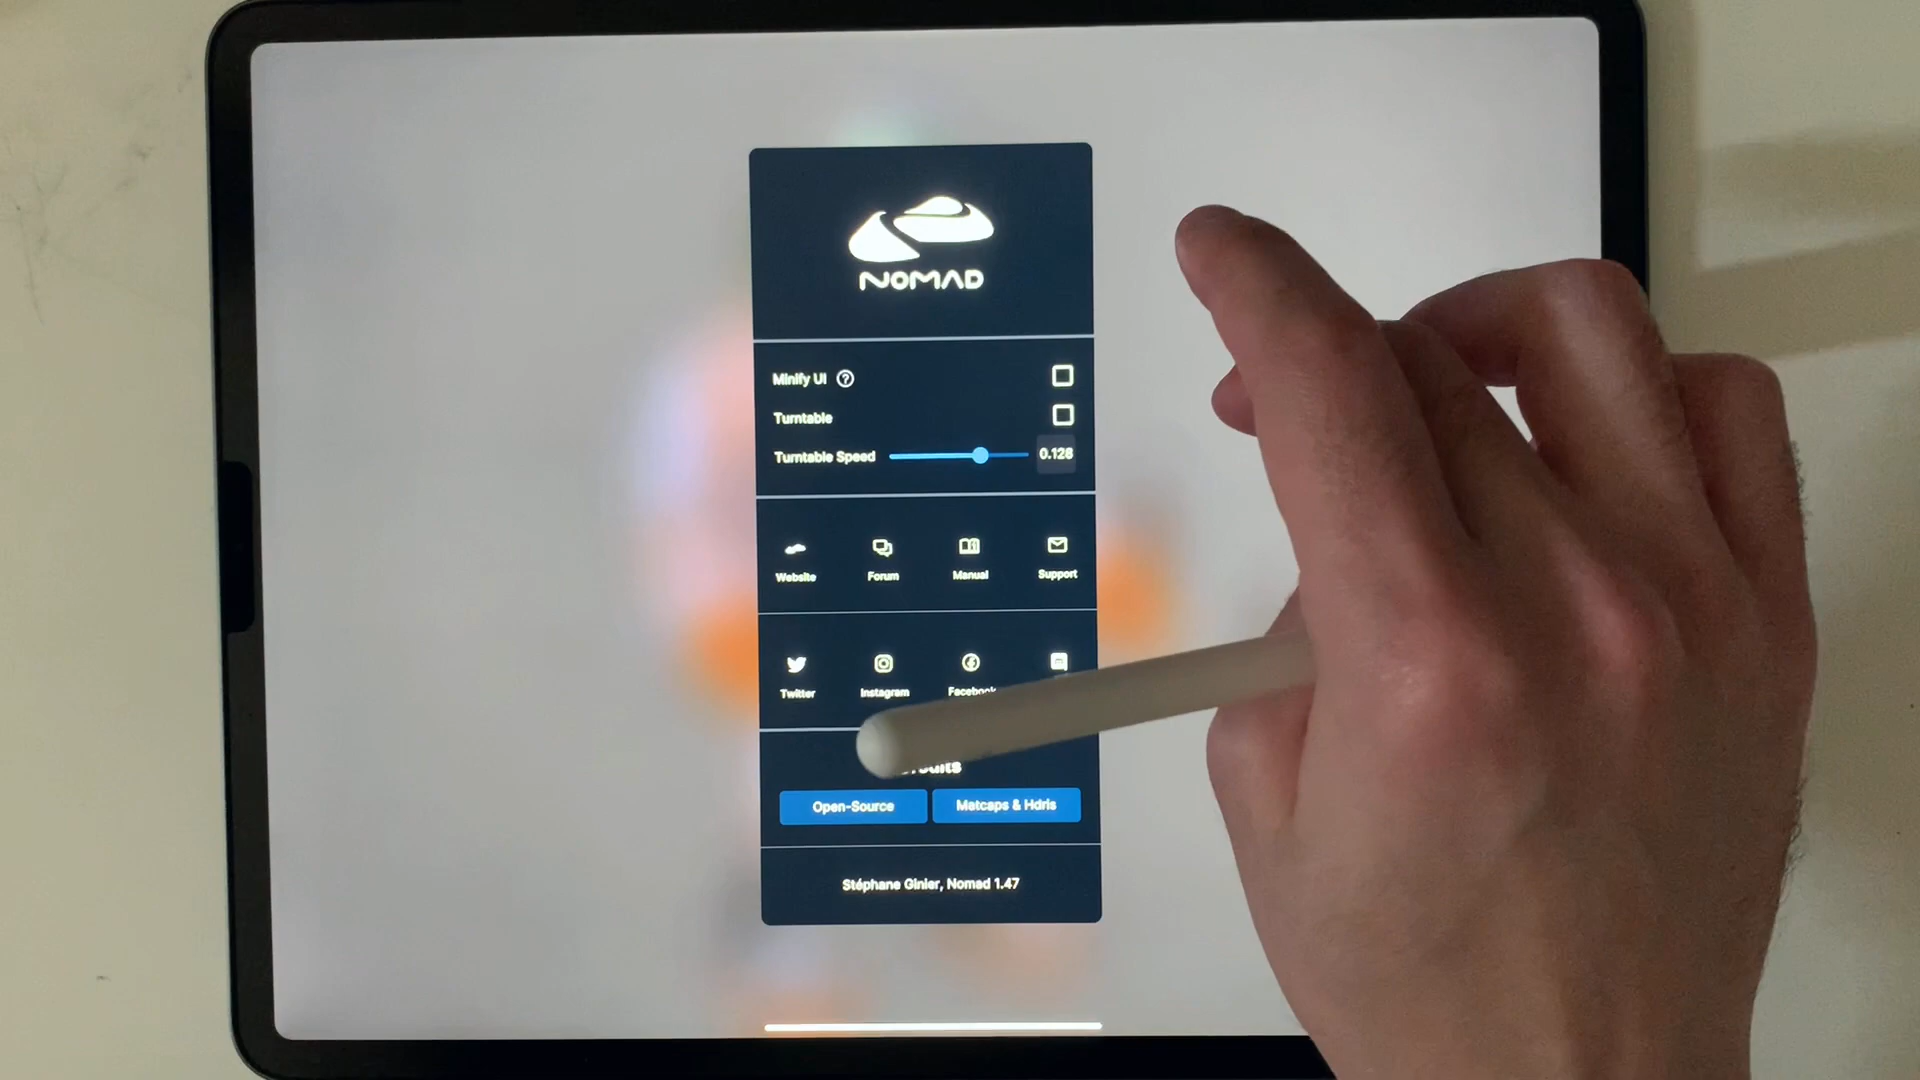 NOMAD
Minify UI
Turntable
Turntable Speed 0.128
Website Forum Manual Support
Twitter Instagram Facebook
Open-Source Matcaps & Hdris
Stéphane Ginier, Nomad 1.47